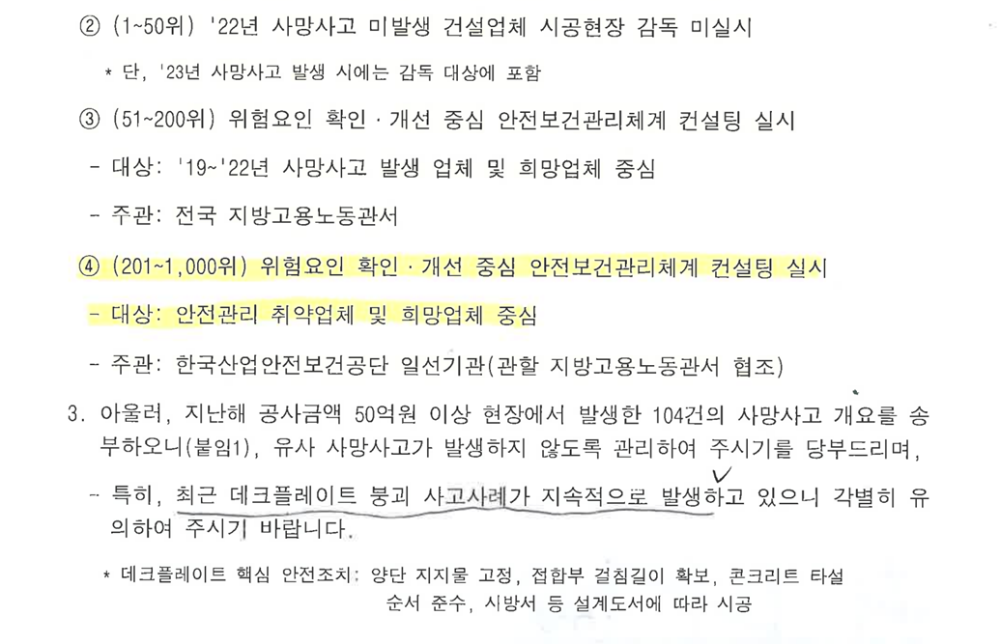 ② (1~50위) '22년 사망사고 미발생 건설업체 시공현장 감독 미실시
* 단, '23년 사망사고 발생 시에는 감독 대상에 포함
③ (51~200위) 위험요인 확인·개선 중심 안전보건관리체계 컨설팅 실시
- 대상: '19~'22년 사망사고 발생 업체 및 희망업체 중심
- 주관: 전국 지방고용노동관서
④ (201~1,000위) 위험요인 확인·개선 중심 안전보건관리체계 컨설팅 실시
- 대상: 안전관리 취약업체 및 희망업체 중심
- 주관: 한국산업안전보건공단 일선기관(관할 지방고용노동관서 협조)
3. 아울러, 지난해 공사금액 50억원 이상 현장에서 발생한 104건의 사망사고 개요를 송
부하오니(붙임1), 유사 사망사고가 발생하지 않도록 관리하여 주시기를 당부드리며,
- 특히, 최근 데크플레이트 붕괴 사고사례가 지속적으로 발생하고 있으니 각별히 유
의하여 주시기 바랍니다.
* 데크플레이트 핵심 안전조치: 양단 지지물 고정, 접합부 걸침길이 확보, 콘크리트 타설
순서 준수, 시방서 등 설계도서에 따라 시공